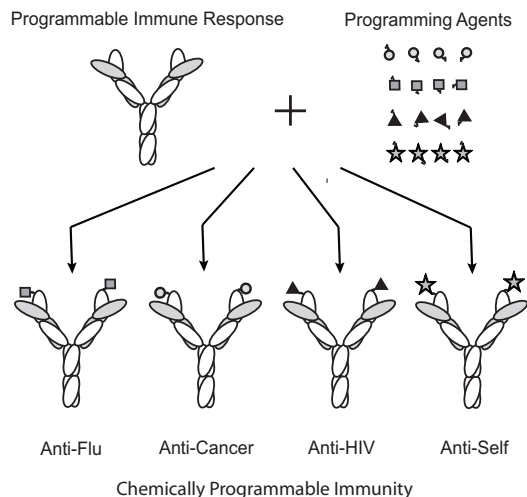 Programmable Immune Response
Programming Agents
Anti-Flu
Anti-Cancer
Anti-HIV
Anti-Self
Chemically Programmable Immunity